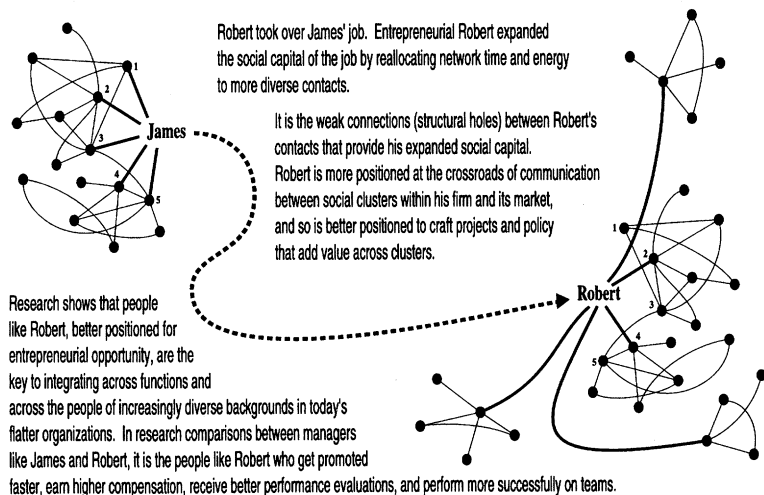 Robert took over James' job. Entrepreneurial Robert expanded
the social capital of the job by reallocating network time and energy
to more diverse contacts.
It is the weak connections (structural holes) between Robert's
contacts that provide his expanded social capital.
Robert is more positioned at the crossroads of communication
between social clusters within his firm and its market,
and so is better positioned to craft projects and policy
that add value across clusters.
1
2
3
James
4
5
1
2
Robert
3
4
5
Research shows that people
like Robert, better positioned for
entrepreneurial opportunity, are the
key to integrating across functions and
across the people of increasingly diverse backgrounds in today's
flatter organizations. In research comparisons between managers
like James and Robert, it is the people like Robert who get promoted
faster, earn higher compensation, receive better performance evaluations, and perform more successfully on teams.